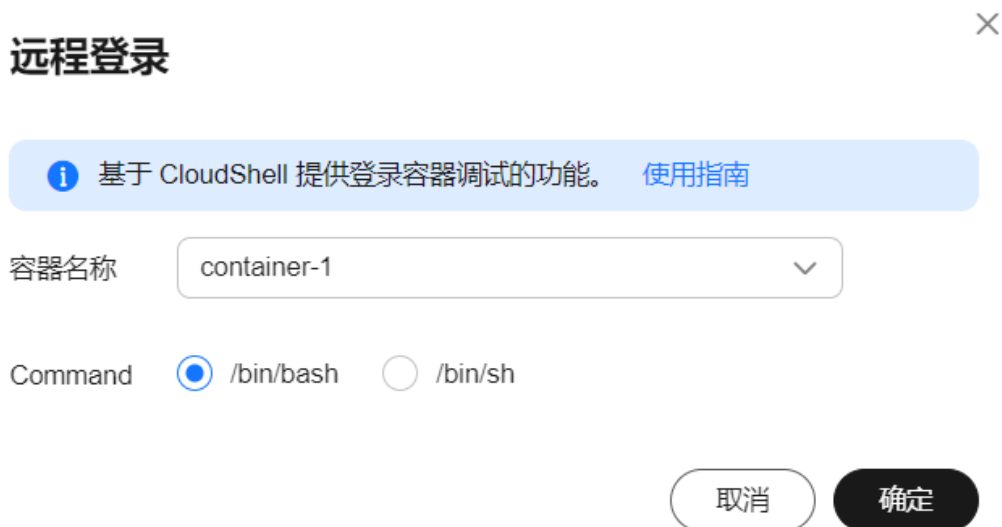 远程登录
基于 CloudShell 提供登录容器调试的功能。 使用指南
容器名称 container-1
Command /bin/bash /bin/sh
取消 确定